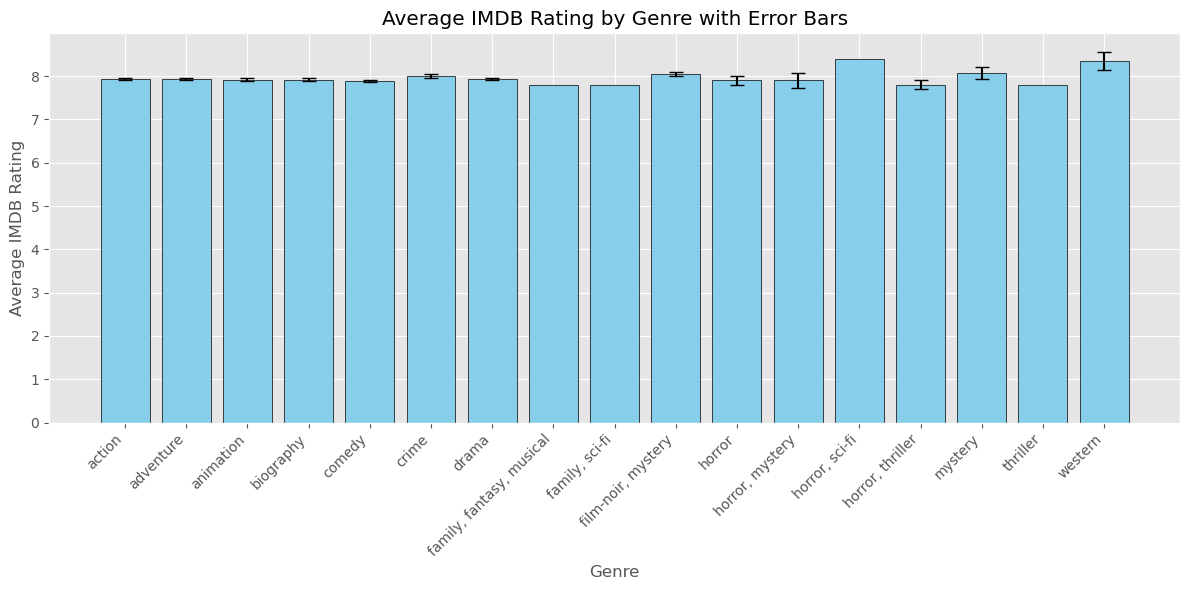 Average IMDB Rating by Genre with Error Bars
Average IMDB Rating
8
7
6
5
4
3
2
1
0
action
adventure
animation
biography
comedy
crime
drama
family, fantasy, musical
family, sci-fi
film-noir, mystery
horror
horror, mystery
horror, sci-fi
horror, thriller
mystery
thriller
western
Genre